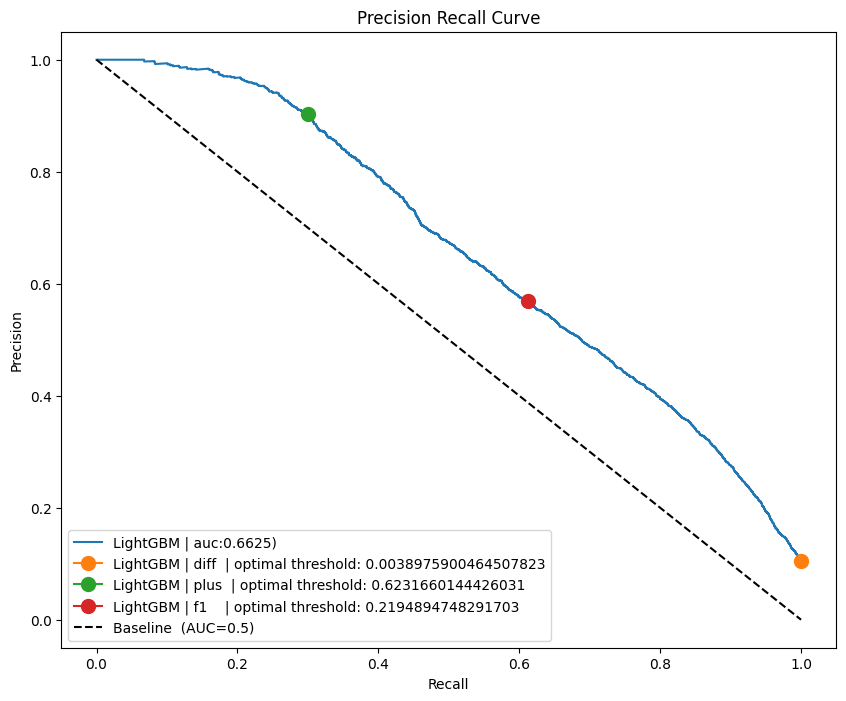 Precision Recall Curve
1.0
0.8
0.6
0.4
0.2
0.0
Precision
LightGBM | auc:0.6625)
LightGBM | diff  | optimal threshold: 0.0038975900464507823
LightGBM | plus  | optimal threshold: 0.6231660144426031
LightGBM | f1    | optimal threshold: 0.2194894748291703
Baseline  (AUC=0.5)
0.0 0.2 0.4 0.6 0.8 1.0
Recall